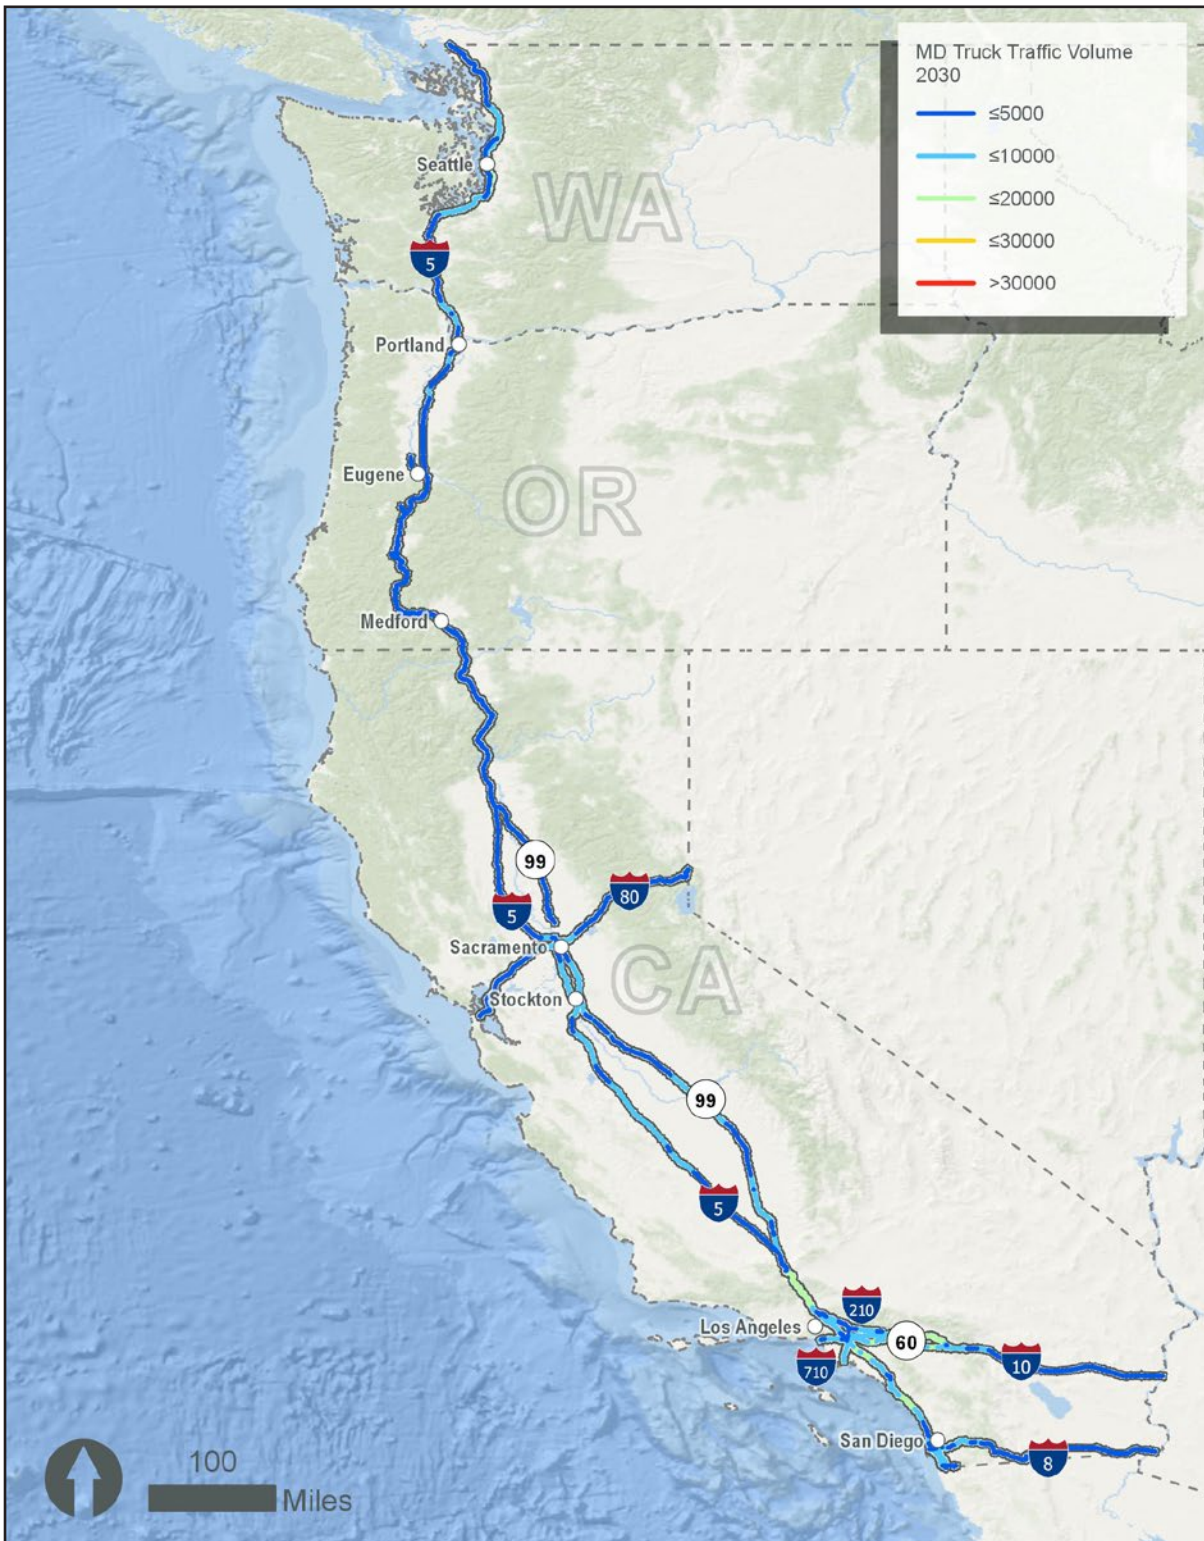 MD Truck Traffic Volume
2030
≤5000
≤10000
≤20000
≤30000
>30000
Seattle
WA
5
Portland
Eugene
OR
Medford
99
80
5
Sacramento
CA
Stockton
99
5
210
Los Angeles
60
710
10
San Diego
8
100
Miles